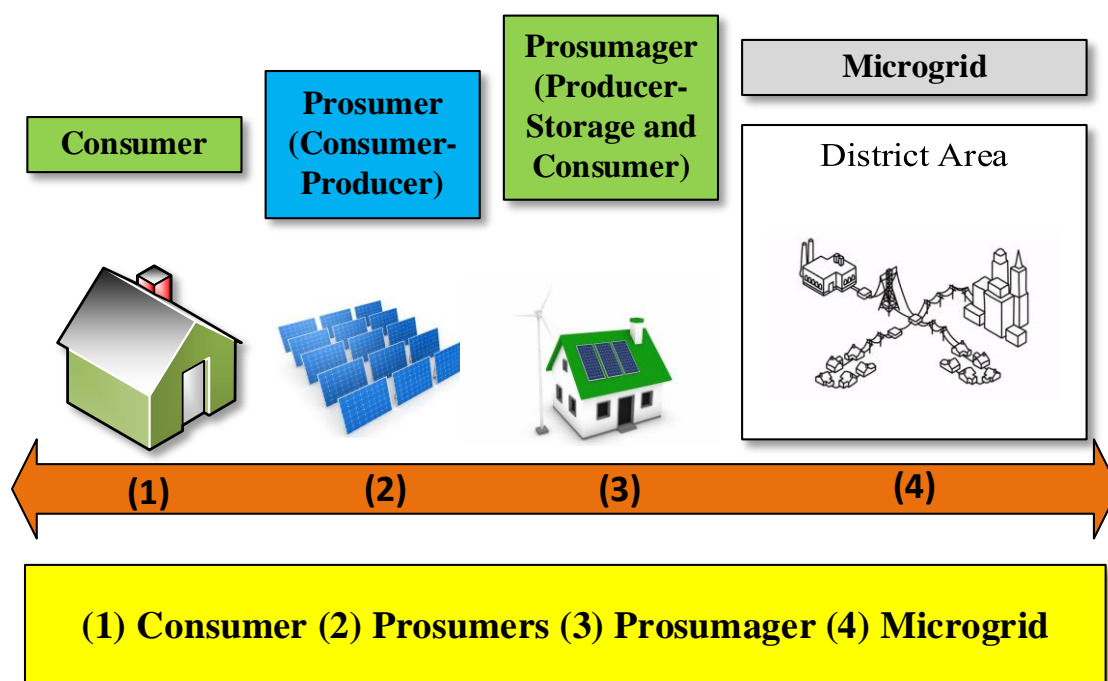 Consumer
Prosumer
(Consumer-
Producer)
Prosumager
(Producer-
Storage and
Consumer)
Microgrid
District Area
(1)
(2)
(3)
(4)
(1) Consumer (2) Prosumers (3) Prosumager (4) Microgrid